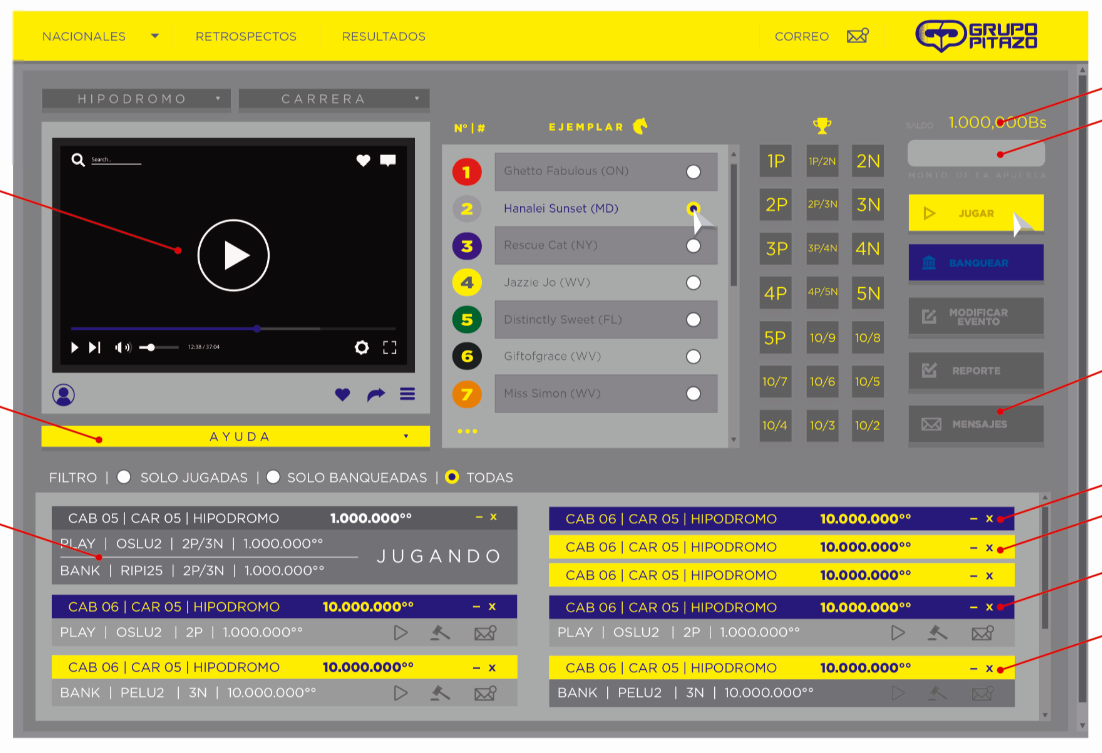 NACIONALES
RETROSPECTOS
RESULTADOS
CORREO
GRUPO
PITAZO
HIPODROMO
CARRERA
Search..
12:38 / 37:04
AYUDA
Nº | #
EJEMPLAR
1 Ghetto Fabulous (ON)
2 Hanalei Sunset (MD)
3 Rescue Cat (NY)
4 Jazzie Jo (WV)
5 Distinctly Sweet (FL)
6 Giftofgrace (WV)
7 Miss Simon (WV)
...
1P 1P/2N 2N
2P 2P/3N 3N
3P 3P/4N 4N
4P 4P/5N 5N
5P 10/9 10/8
10/7 10/6 10/5
10/4 10/3 10/2
SALDO 1.000,000Bs
MONTO DE LA APUESTA
JUGAR
BANQUEAR
MODIFICAR
EVENTO
REPORTE
MENSAJES
FILTRO | SOLO JUGADAS | SOLO BANQUEADAS | TODAS
CAB 05 | CAR 05 | HIPODROMO 1.000.000°° – x
PLAY | OSLU2 | 2P/3N | 1.000.000°°
JUGANDO
BANK | RIPI25 | 2P/3N | 1.000.000°°
CAB 06 | CAR 05 | HIPODROMO 10.000.000°° – x
PLAY | OSLU2 | 2P | 1.000.000°°
CAB 06 | CAR 05 | HIPODROMO 10.000.000°° – x
BANK | PELU2 | 3N | 10.000.000°°
CAB 06 | CAR 05 | HIPODROMO 10.000.000°° – x
CAB 06 | CAR 05 | HIPODROMO 10.000.000°° – x
CAB 06 | CAR 05 | HIPODROMO 10.000.000°° – x
CAB 06 | CAR 05 | HIPODROMO 10.000.000°° – x
PLAY | OSLU2 | 2P | 1.000.000°°
CAB 06 | CAR 05 | HIPODROMO 10.000.000°° – x
BANK | PELU2 | 3N | 10.000.000°°